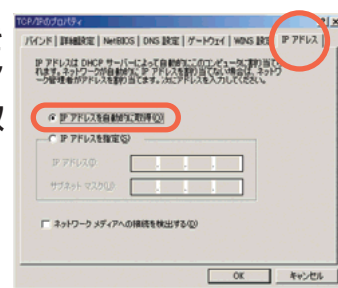 TCP/IPのプロパティ
バインド | 詳細設定 | NetBIOS | DNS 設定 | ゲートウェイ | WINS 設定 | IP アドレス
IP アドレスは DHCP サーバーによって自動的にこのコンピュータに割り当て
られます。ネットワークが自動的に IP アドレスを割り当てない場合は、ネットワ
ーク管理者がアドレスを割り当てます。次にアドレスを入力してください。
IP アドレスを自動的に取得(O)
IP アドレスを指定(S)
IP アドレス(I):
サブネット マスク(U):
ネットワーク メディアへの接続を検出する(D)
OK キャンセル